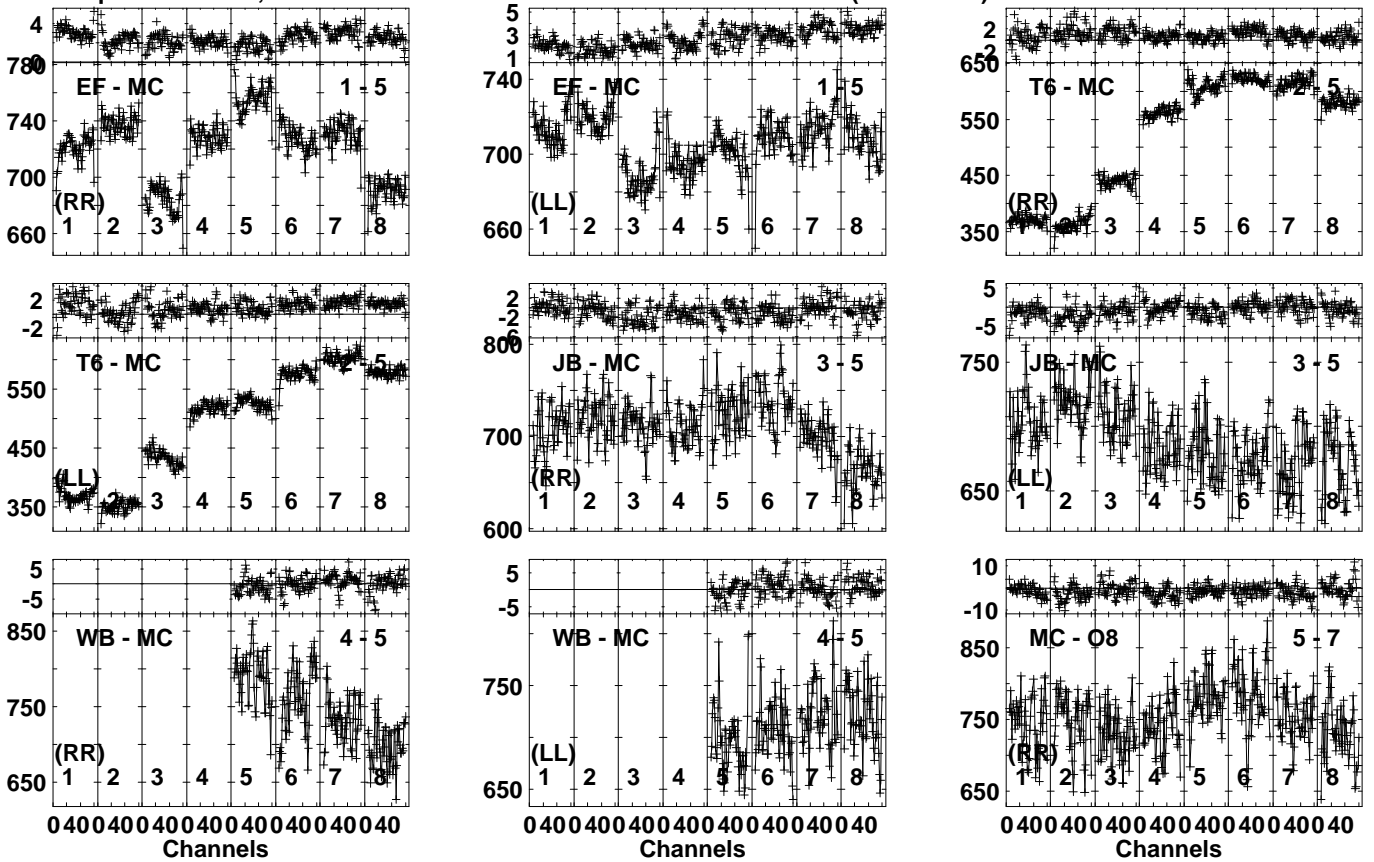 4 0 5 3 1 2 -2
780 740 700 660 EF - MC 1 - 5 (RR) 1 2 3 4 5 6 7 8
740 700 660 EF - MC 1 - 5 (LL) 1 2 3 4 5 6 7 8
650 550 450 350 T6 - MC 2 - 5 (RR) 1 2 3 4 5 6 7 8
2 -2 2 -2 -6 5 -5
550 450 350 T6 - MC 2 - 5 (LL) 1 2 3 4 5 6 7 8
800 700 600 JB - MC 3 - 5 (RR) 1 2 3 4 5 6 7 8
750 650 JB - MC 3 - 5 (LL) 1 2 3 4 5 6 7 8
5 -5 5 -5 10 -10
850 750 650 WB - MC 4 - 5 (RR) 1 2 3 4 5 6 7 8
750 650 WB - MC 4 - 5 (LL) 1 2 3 4 5 6 7 8
850 750 650 MC - O8 5 - 7 (RR) 1 2 3 4 5 6 7 8
0 40 0 40 0 40 0 40 0 40 0 40 0 40 0 40
0 40 0 40 0 40 0 40 0 40 0 40 0 40 0 40
0 40 0 40 0 40 0 40 0 40 0 40 0 40 0 40
Channels Channels Channels